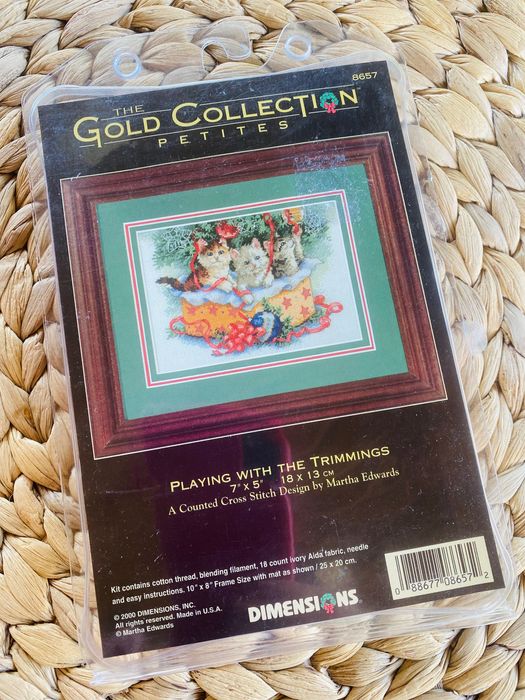 8657
THE
GOLD COLLECTION
PETITES
PLAYING WITH THE TRIMMINGS
7" X 5" 18 X 13 CM
A Counted Cross Stitch Design by Martha Edwards
Kit contains cotton thread, blending filament, 18 count ivory Aida fabric, needle
and easy instructions. 10" x 8" Frame Size with mat as shown / 25 x 20 cm.
© 2000 DIMENSIONS, INC.
All rights reserved. Made in U.S.A.
© Martha Edwards
DIMENSIONS
0 88677 08657 2